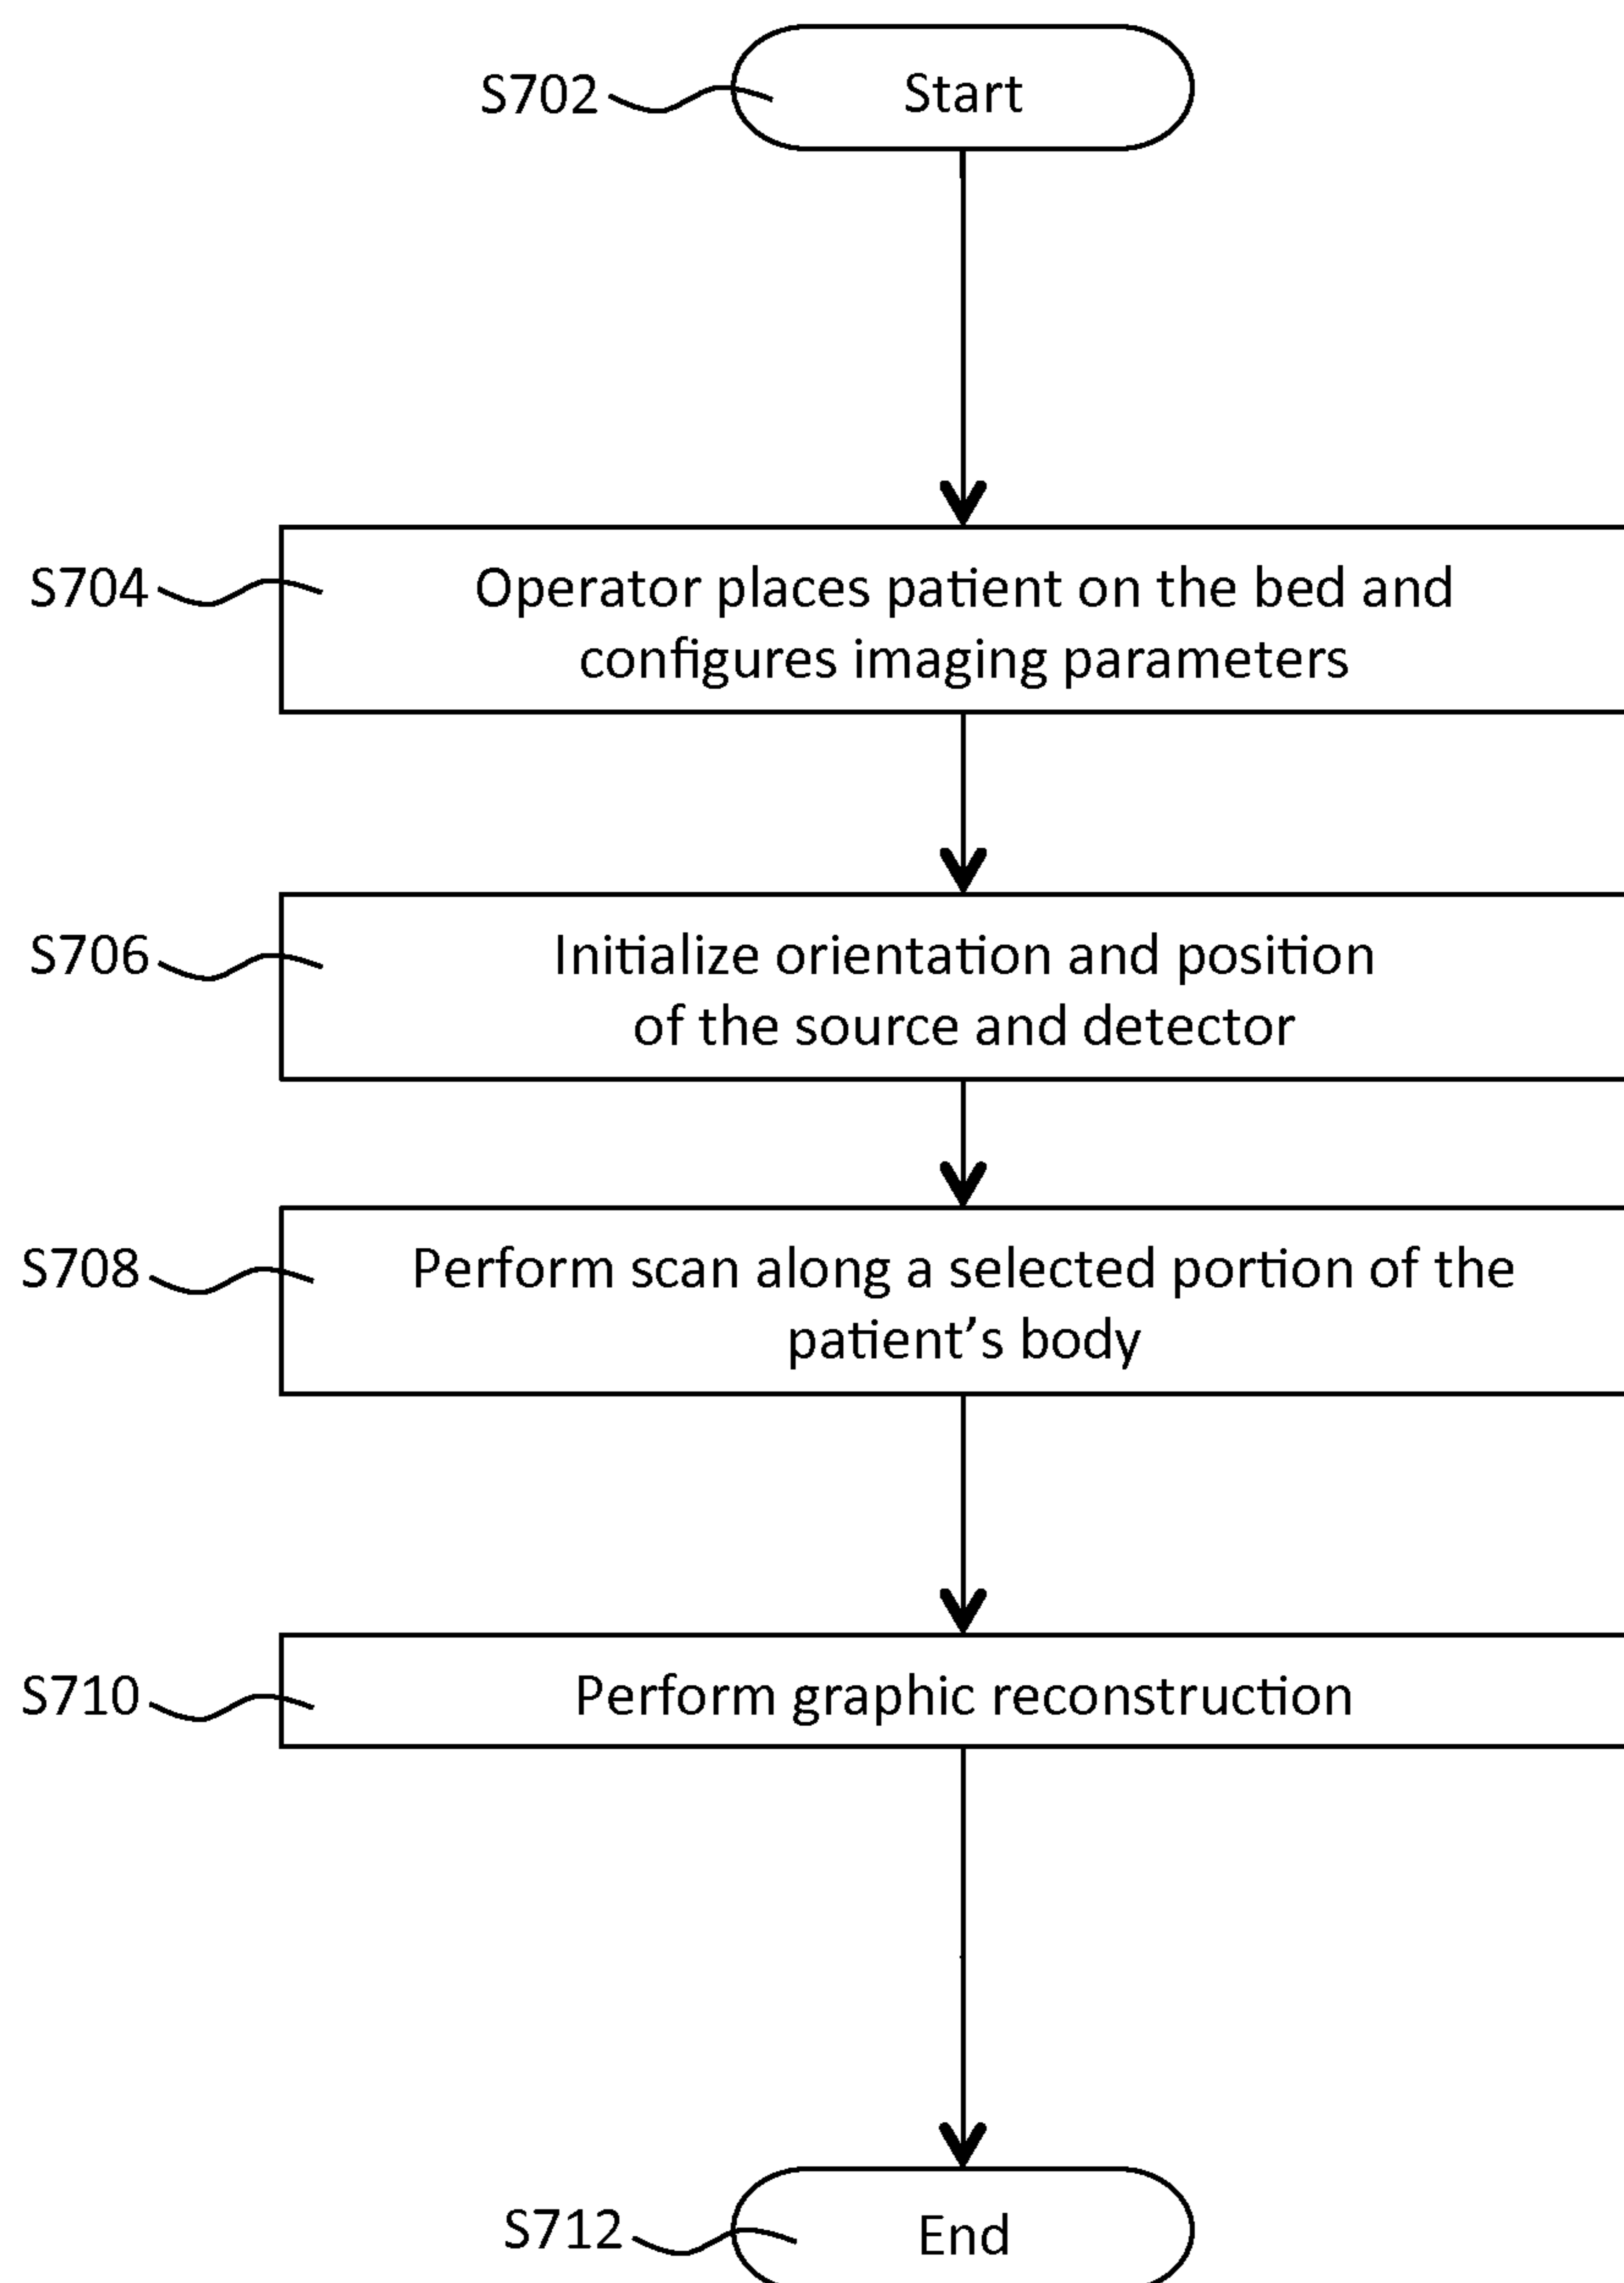 S702
Start
S704
Operator places patient on the bed and
configures imaging parameters
S706
Initialize orientation and position
of the source and detector
S708
Perform scan along a selected portion of the
patient’s body
S710
Perform graphic reconstruction
S712
End